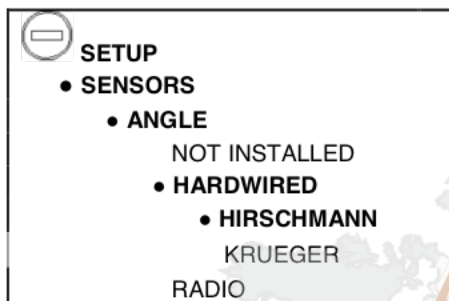 SETUP
• SENSORS
• ANGLE
NOT INSTALLED
• HARDWIRED
• HIRSCHMANN
KRUEGER
RADIO